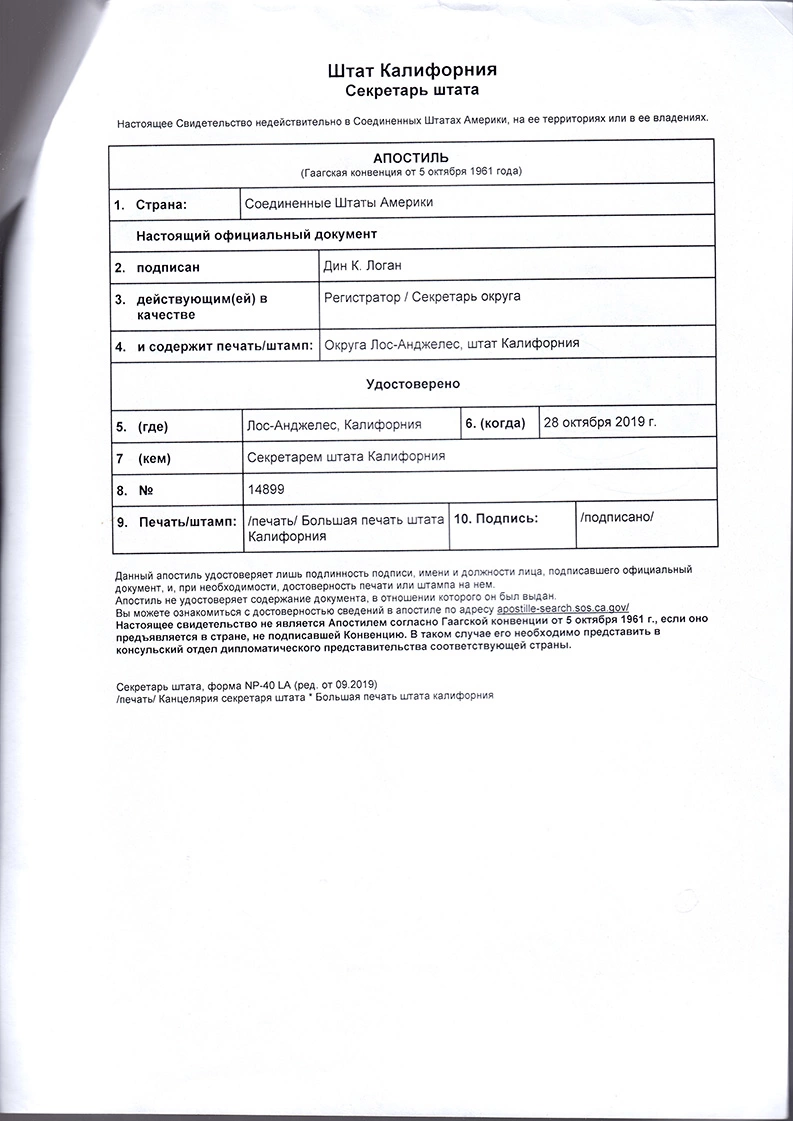 Штат Калифорния
Секретарь штата
Настоящее Свидетельство недействительно в Соединенных Штатах Америки, на ее территориях или в ее владениях.
АПОСТИЛЬ
(Гаагская конвенция от 5 октября 1961 года)
1. Страна: Соединенные Штаты Америки
Настоящий официальный документ
2. подписан Дин К. Логан
3. действующим(ей) в качестве Регистратор / Секретарь округа
4. и содержит печать/штамп: Округа Лос-Анджелес, штат Калифорния
Удостоверено
5. (где) Лос-Анджелес, Калифорния 6. (когда) 28 октября 2019 г.
7 (кем) Секретарем штата Калифорния
8. № 14899
9. Печать/штамп: /печать/ Большая печать штата Калифорния 10. Подпись: /подписано/
Данный апостиль удостоверяет лишь подлинность подписи, имени и должности лица, подписавшего официальный
документ, и, при необходимости, достоверность печати или штампа на нем.
Апостиль не удостоверяет содержание документа, в отношении которого он был выдан.
Вы можете ознакомиться с достоверностью сведений в апостиле по адресу apostille-search.sos.ca.gov/
Настоящее свидетельство не является Апостилем согласно Гаагской конвенции от 5 октября 1961 г., если оно
предъявляется в стране, не подписавшей Конвенцию. В таком случае его необходимо представить в
консульский отдел дипломатического представительства соответствующей страны.
Секретарь штата, форма NP-40 LA (ред. от 09.2019)
/печать/ Канцелярия секретаря штата * Большая печать штата калифорния